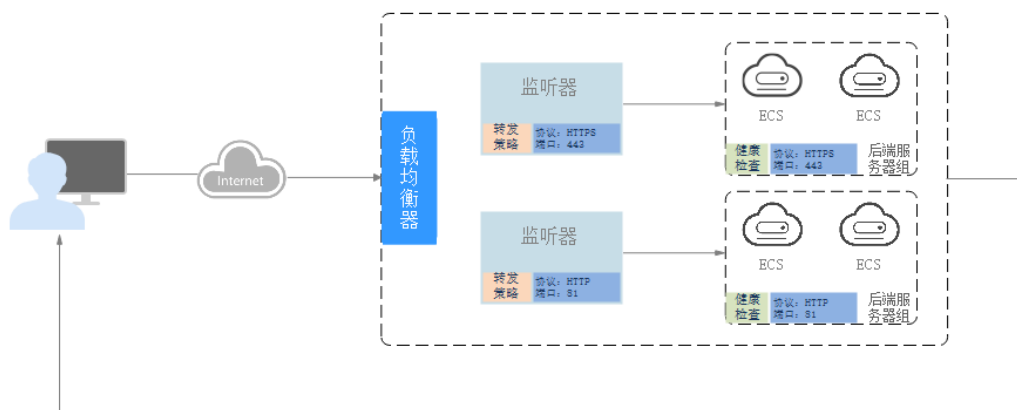 Internet
负
载
均
衡
器
监听器
转发
策略
协议: HTTPS
端口: 443
ECS
ECS
健康
检查
协议: HTTPS
端口: 443
后端服
务器组
监听器
转发
策略
协议: HTTP
端口: 81
ECS
ECS
健康
检查
协议: HTTP
端口: 81
后端服
务器组